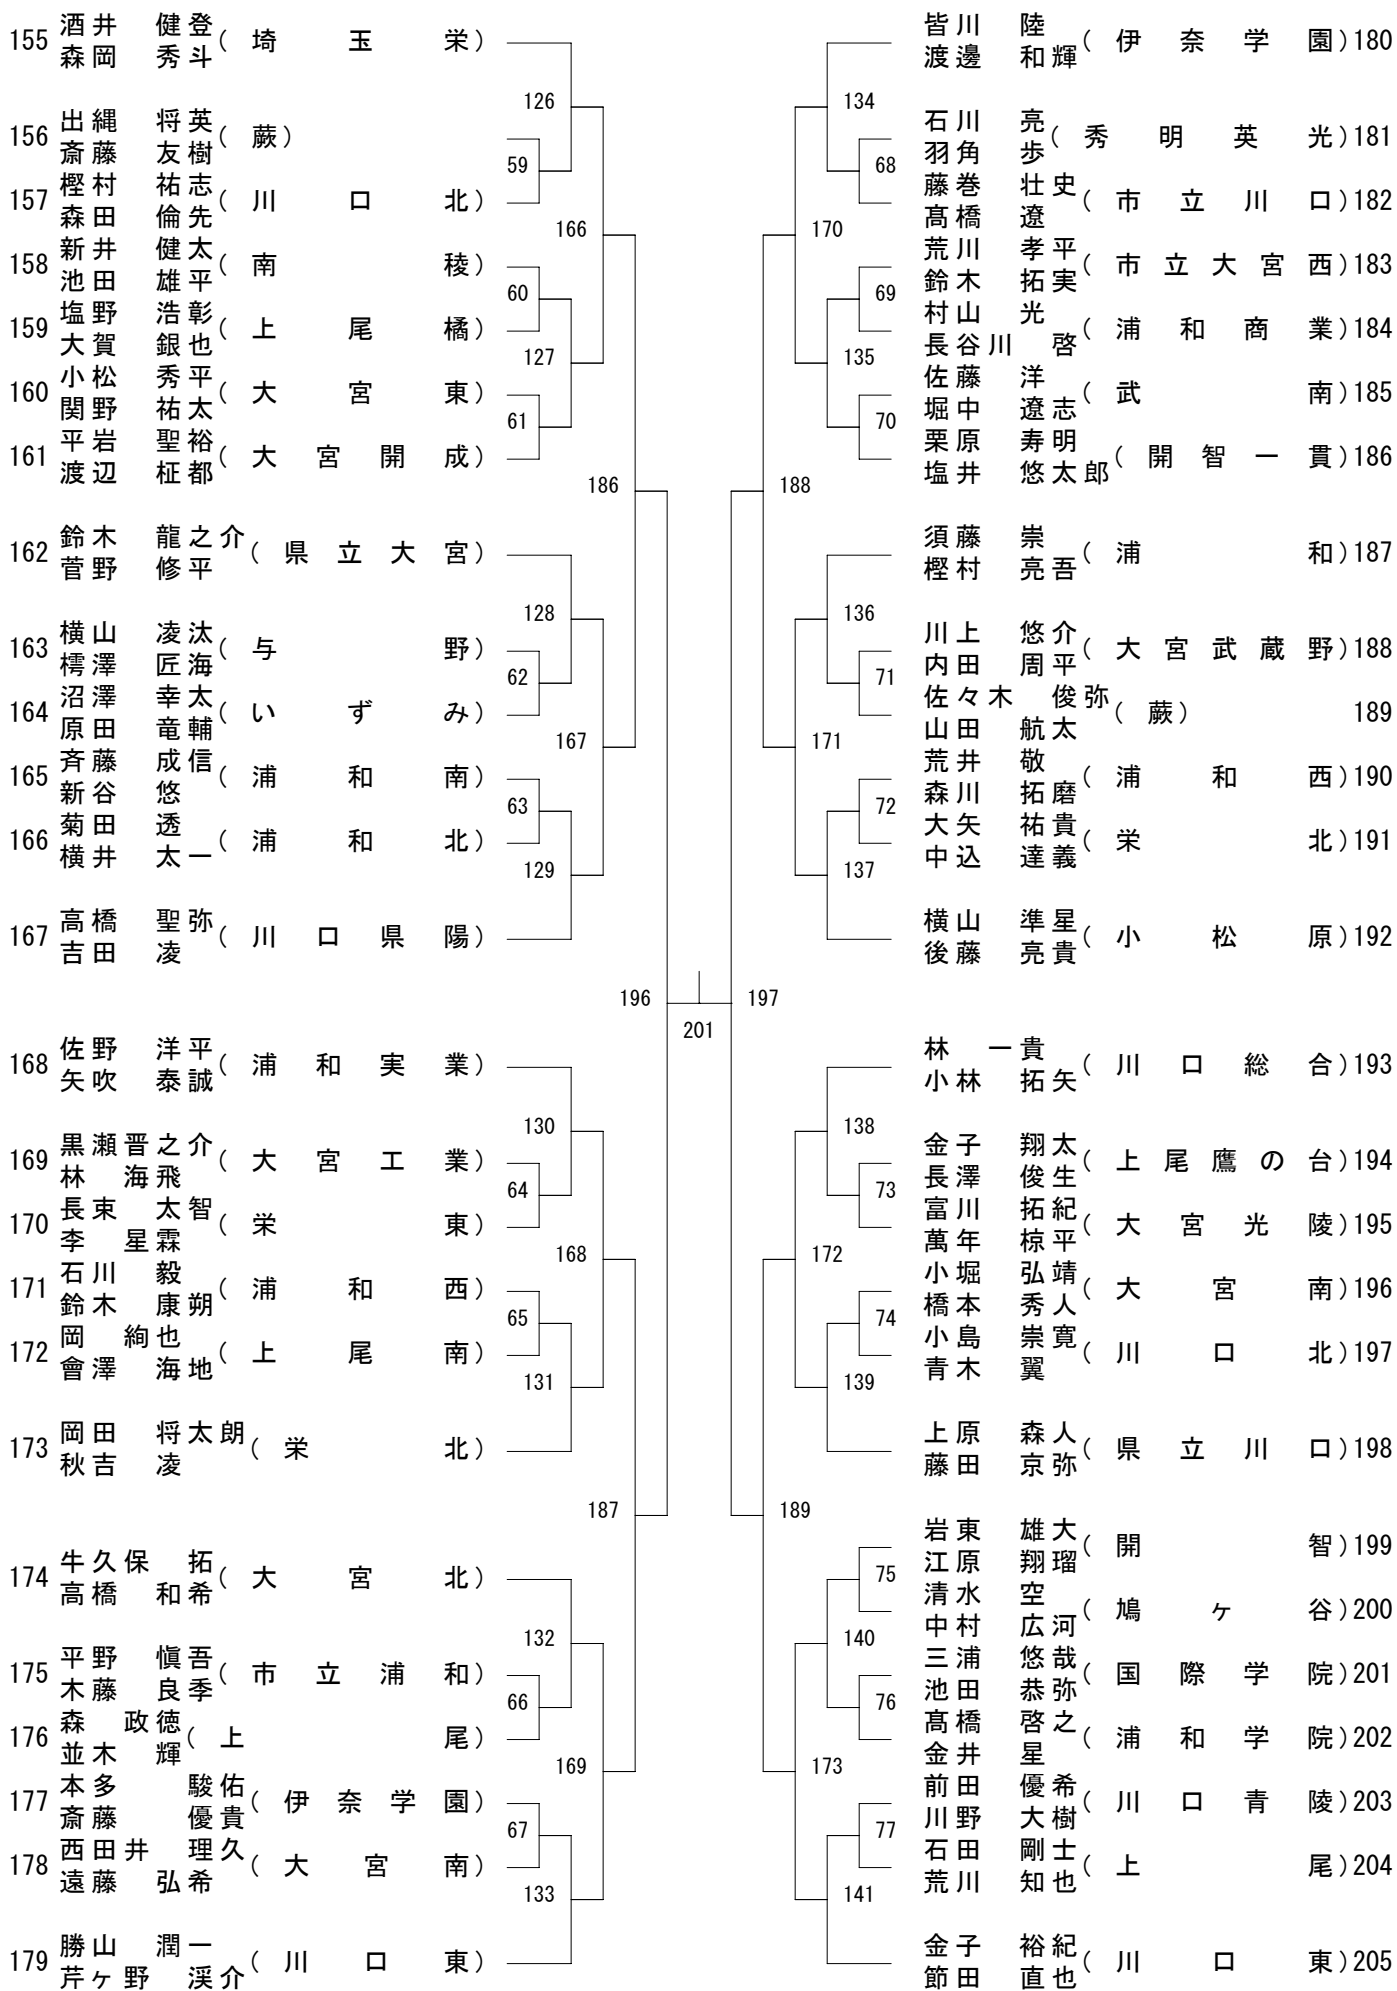 155 酒井 健登 森岡 秀斗 (埼玉栄)
156 出縄 将英 斎藤 友樹 (蕨)
157 樫村 祐志 森田 倫先 (川口北)
158 新井 健太 池田 雄平 (南稜)
159 塩野 浩彰 大賀 銀也 (上尾橘)
160 小松 秀平 関野 祐太 (大宮東)
161 平岩 聖裕 渡辺 柾都 (大宮開成)
162 鈴木 龍之介 菅野 修平 (県立大宮)
163 横山 凌汰 樗澤 匠海 (与野)
164 沼澤 幸太 原田 竜輔 (いずみ)
165 斉藤 成信 新谷 悠 (浦和南)
166 菊田 透 横井 太一 (浦和北)
167 高橋 聖弥 吉田 凌 (川口県陽)
168 佐野 洋平 矢吹 泰誠 (浦和実業)
169 黒瀬晋之介 林 海飛 (大宮工業)
170 長束 太智 李 星霖 (栄東)
171 石川 毅 鈴木 康朔 (浦和西)
172 岡 絢也 會澤 海地 (上尾南)
173 岡田 将太朗 秋吉 凌 (栄北)
174 牛久保 拓 高橋 和希 (大宮北)
175 平野 愼吾 木藤 良季 (市立浦和)
176 森 政徳 並木 輝 (上尾)
177 本多 駿佑 斎藤 優貴 (伊奈学園)
178 西田井 理久 遠藤 弘希 (大宮南)
179 勝山 潤一 芹ヶ野 渓介 (川口東)
126
59
166
60
127
61
186
128
62
167
63
129
196
130
64
168
65
131
187
132
66
169
67
133
201
197
134
68
170
69
135
70
188
136
71
171
72
137
138
73
172
74
139
189
75
140
76
173
77
141
皆川 陸 渡邊 和輝 (伊奈学園) 180
石川 亮 羽角 歩 (秀明英光) 181
藤巻 壮史 髙橋 遼 (市立川口) 182
荒川 孝平 鈴木 拓実 (市立大宮西) 183
村山 光 長谷川 啓 (浦和商業) 184
佐藤 洋 堀中 遼志 (武南) 185
栗原 寿明 塩井 悠太郎 (開智一貫) 186
須藤 崇 樫村 亮吾 (浦和) 187
川上 悠介 内田 周平 (大宮武蔵野) 188
佐々木 俊弥 山田 航太 (蕨) 189
荒井 敬 森川 拓磨 (浦和西) 190
大矢 祐貴 中込 達義 (栄北) 191
横山 準星 後藤 亮貴 (小松原) 192
林 一貴 小林 拓矢 (川口総合) 193
金子 翔太 長澤 俊生 (上尾鷹の台) 194
富川 拓紀 萬年 椋平 (大宮光陵) 195
小堀 弘靖 橋本 秀人 (大宮南) 196
小島 崇寛 青木 翼 (川口北) 197
上原 森人 藤田 京弥 (県立川口) 198
岩東 雄大 江原 翔瑠 (開智) 199
清水 空 中村 広河 (鳩ヶ谷) 200
三浦 悠哉 池田 恭弥 (国際学院) 201
髙橋 啓之 金井 星 (浦和学院) 202
前田 優希 川野 大樹 (川口青陵) 203
石田 剛士 荒川 知也 (上尾) 204
金子 裕紀 節田 直也 (川口東) 205